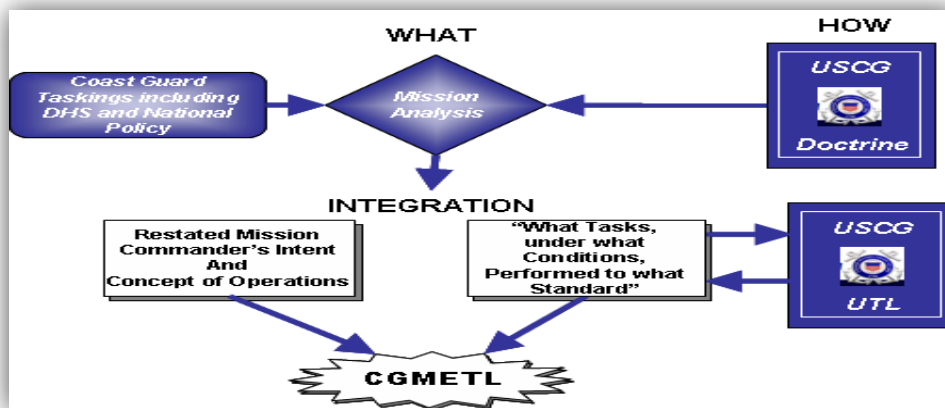 WHAT
HOW
Coast Guard
Taskings including
DHS and National
Policy
Mission
Analysis
USCG
Doctrine
INTEGRATION
Restated Mission
Commander's Intent
And
Concept of Operations
“What Tasks,
under what
Conditions,
Performed to what
Standard”
USCG
UTL
CGMETL